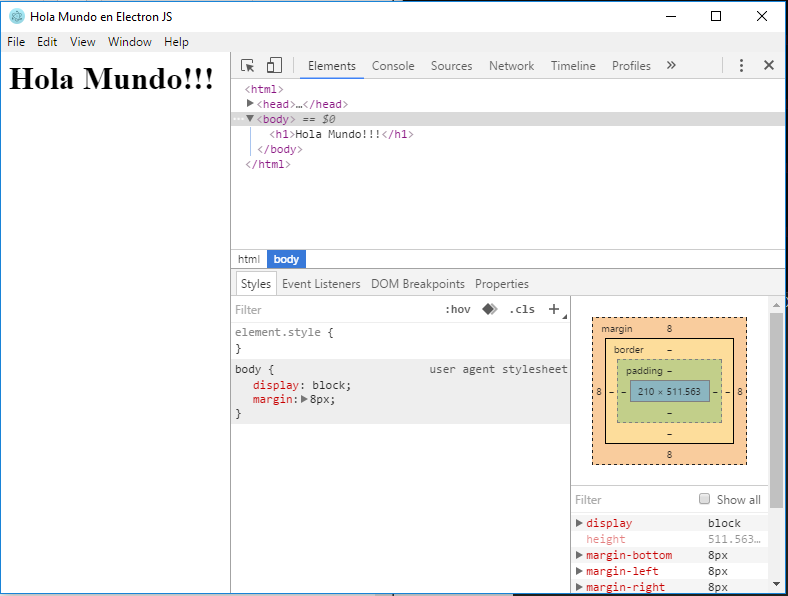 Hola Mundo en Electron JS
File Edit View Window Help
Hola Mundo!!!
Elements Console Sources Network Timeline Profiles »
<html>
<head>…</head>
<body> == $0
<h1>Hola Mundo!!!</h1>
</body>
</html>
html body
Styles Event Listeners DOM Breakpoints Properties
Filter :hov .cls +
element.style {
}
body { user agent stylesheet
display: block;
margin: 8px;
}
margin 8
border –
padding –
8 – – 210 × 511.563 – – 8
–
–
8
Filter Show all
display block
height 511.563…
margin-bottom 8px
margin-left 8px
margin-right 8px